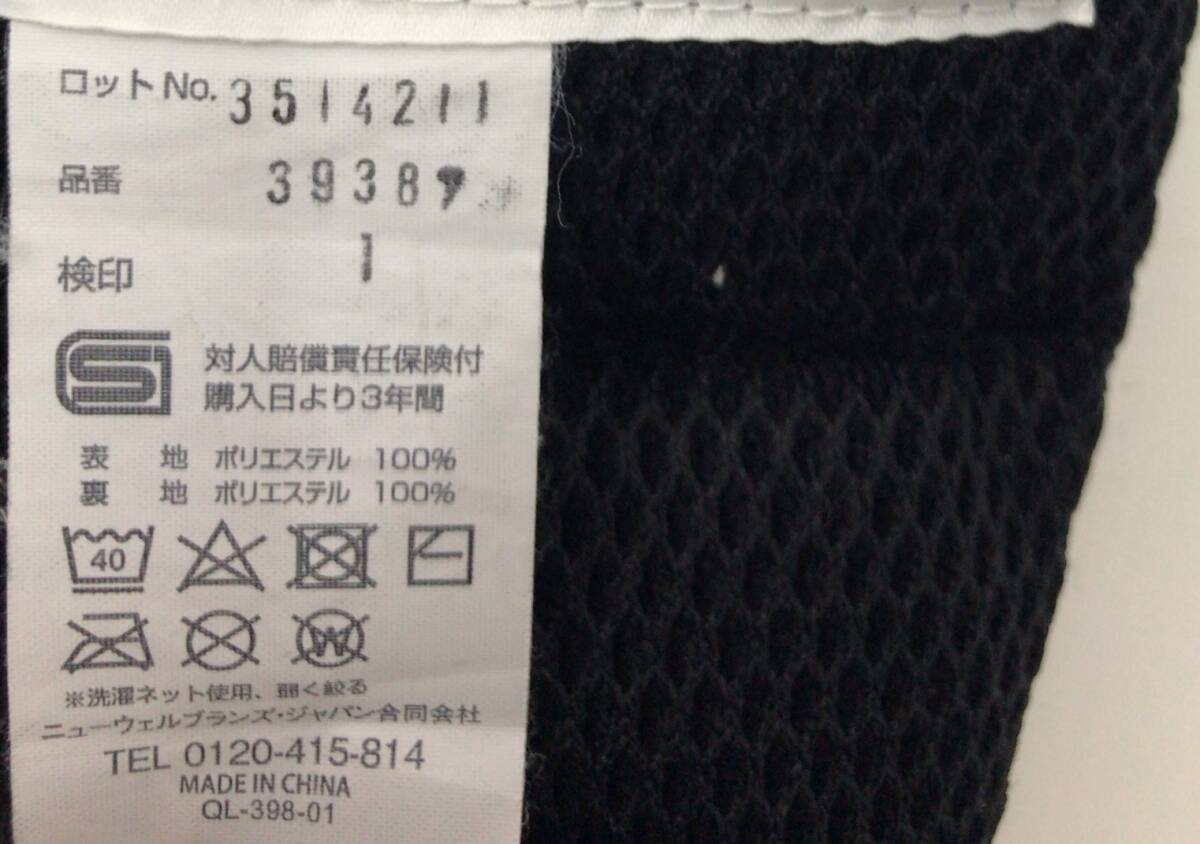 ロットNo. 3514211
品番 3938
検印 1
SG 対人賠償責任保険付
購入日より3年間
表 地 ポリエステル 100%
裏 地 ポリエステル 100%
40
W
※洗濯ネット使用、弱く絞る
ニューウェルブランズ・ジャパン合同会社
TEL 0120-415-814
MADE IN CHINA
QL-398-01